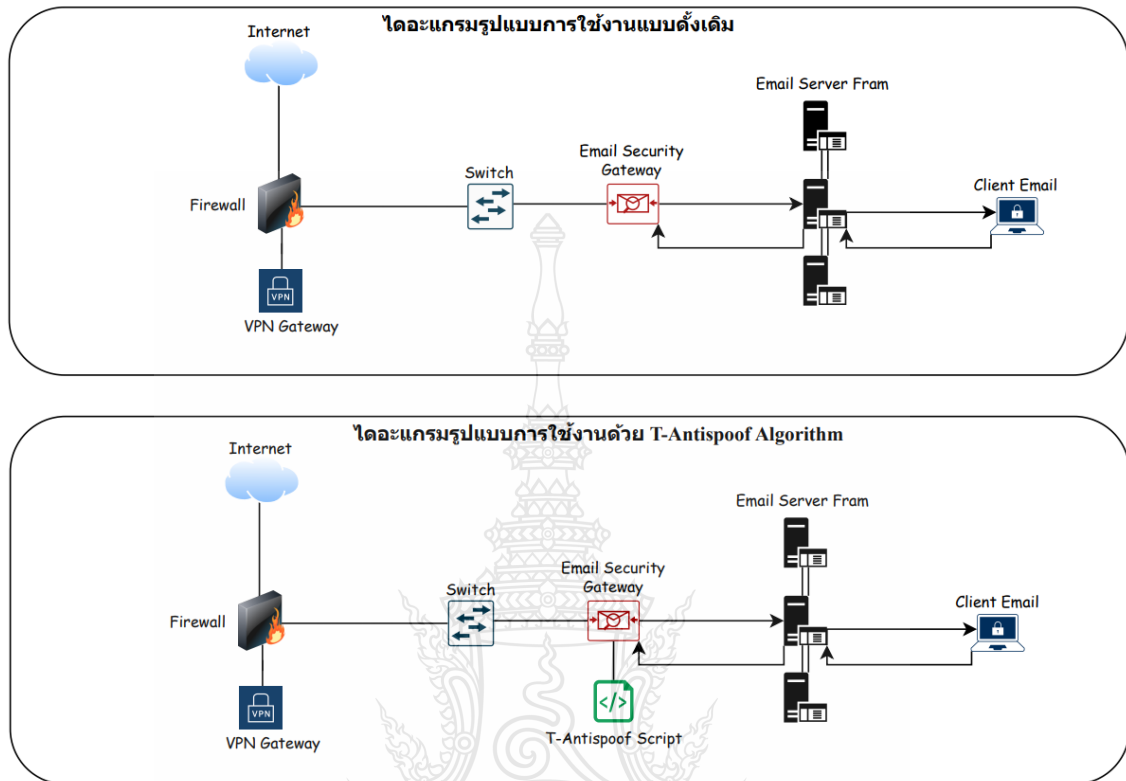 ไดอะแกรมรูปแบบการใช้งานแบบดั้งเดิม
Internet
Email Server Fram
Email Security
Gateway
Switch
Client Email
Firewall
VPN
VPN Gateway
ไดอะแกรมรูปแบบการใช้งานด้วย T-Antispoof Algorithm
Internet
Email Server Fram
Email Security
Gateway
Switch
Client Email
Firewall
VPN
VPN Gateway
</>
T-Antispoof Script